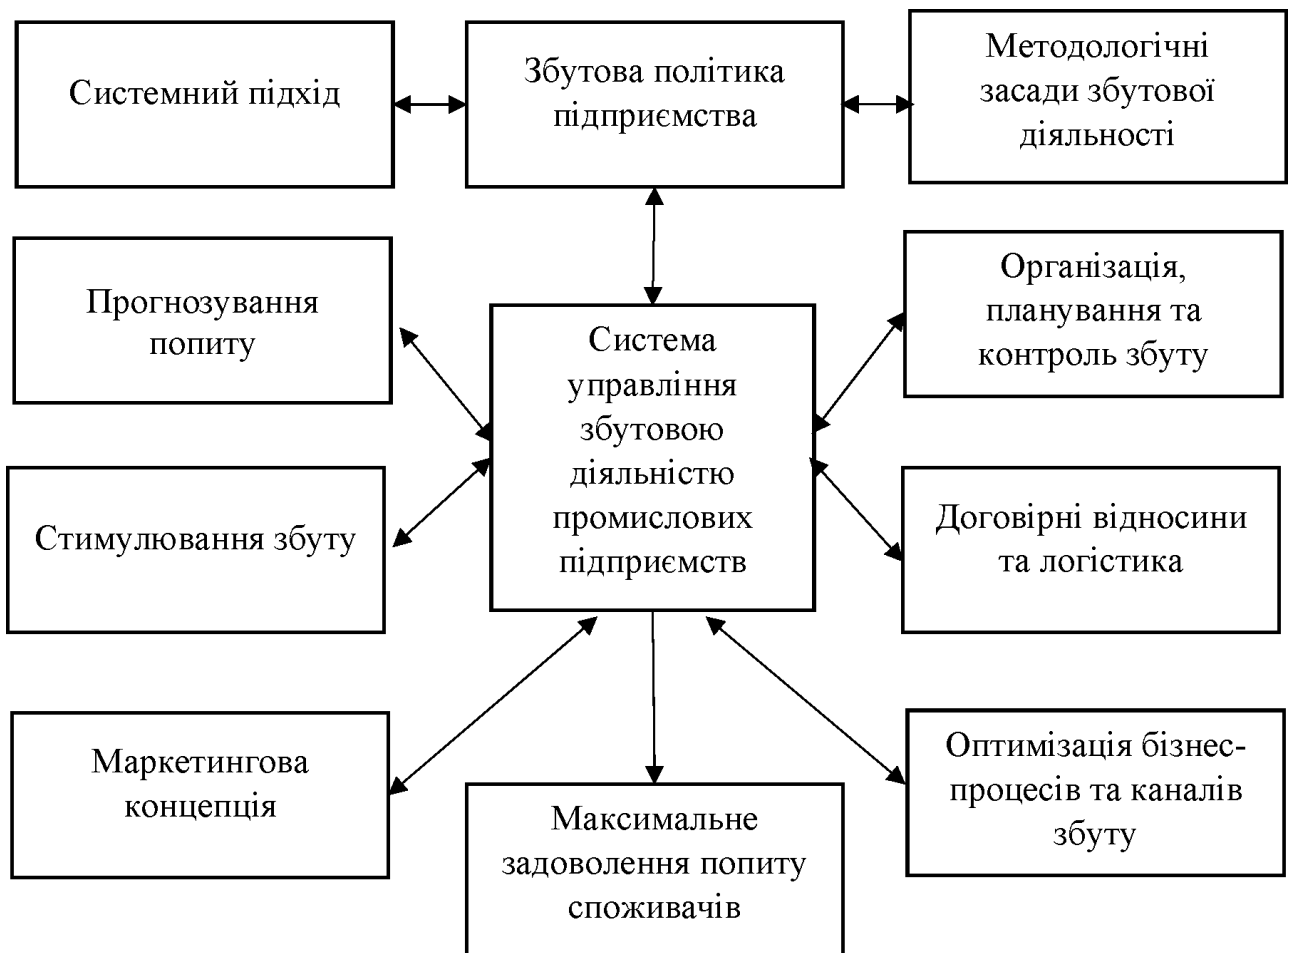 Системний підхід
Збутова політика
підприємства
Методологічні
засади збутової
діяльності
Прогнозування
попиту
Організація,
планування та
контроль збуту
Система
управління
збутовою
діяльністю
промислових
підприємств
Стимулювання збуту
Договірні відносини
та логістика
Маркетингова
концепція
Максимальне
задоволення попиту
споживачів
Оптимізація бізнес-
процесів та каналів
збуту